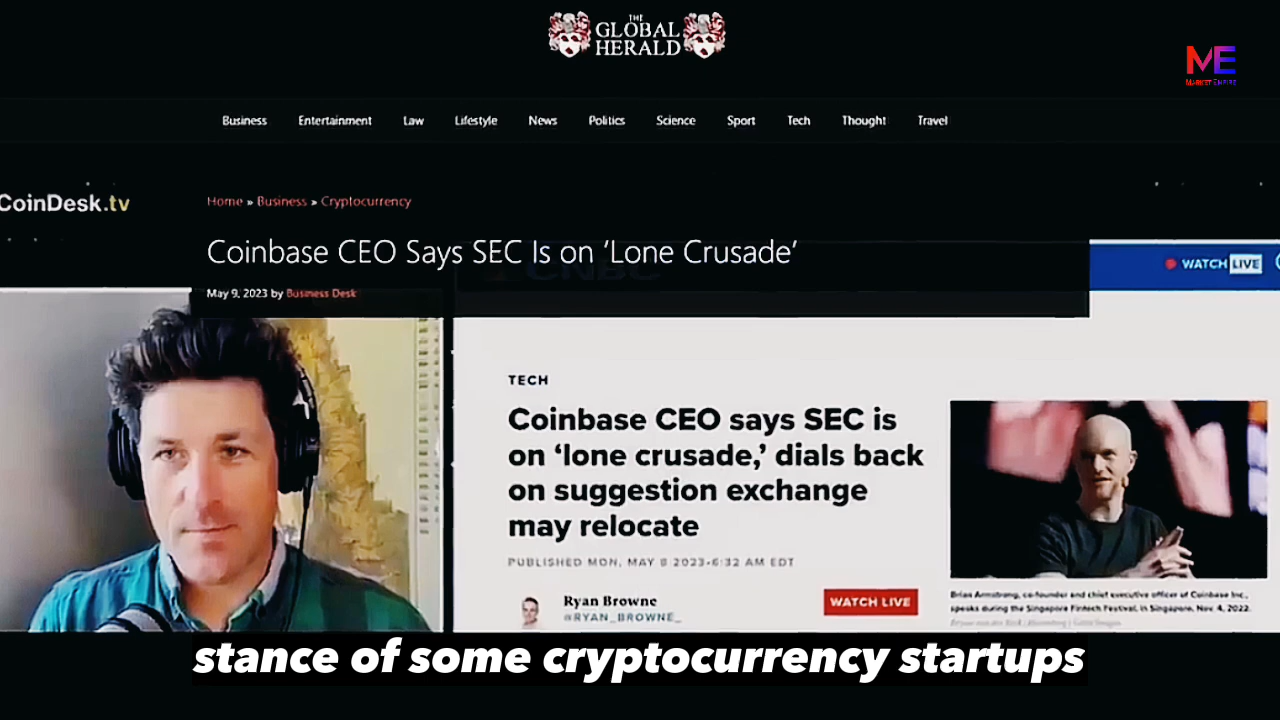 THE
GLOBAL
HERALD
ME
MARKET EMPIRE
Business Entertainment Law Lifestyle News Politics Science Sport Tech Thought Travel
CoinDesk.tv
Home » Business » Cryptocurrency
Coinbase CEO Says SEC Is on ‘Lone Crusade’
May 9, 2023 by Business Desk
CNBC
WATCH LIVE
TECH
Coinbase CEO says SEC is
on ‘lone crusade,’ dials back
on suggestion exchange
may relocate
PUBLISHED MON, MAY 8 2023•6:32 AM EDT
Ryan Browne
@RYAN_BROWNE_
WATCH LIVE
Brian Armstrong, co-founder and chief executive officer of Coinbase Inc.,
speaks during the Singapore Fintech Festival, in Singapore, Nov. 4, 2022.
stance of some cryptocurrency startups